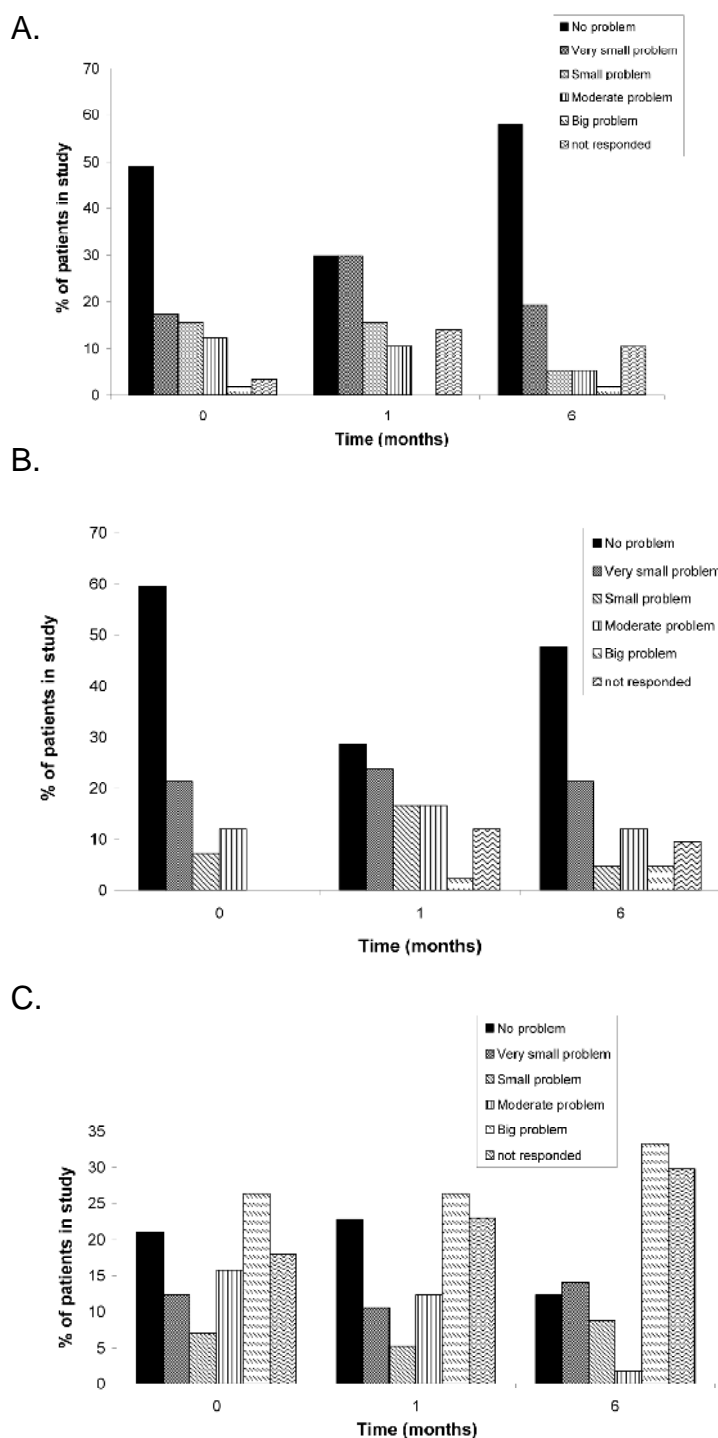 A.
No problem
Very small problem
Small problem
Moderate problem
Big problem
not responded
70
60
50
40
30
20
10
0
% of patients in study
0 1 6
Time (months)
B.
No problem
Very small problem
Small problem
Moderate problem
Big problem
not responded
70
60
50
40
30
20
10
0
% of patients in study
0 1 6
Time (months)
C.
No problem
Very small problem
Small problem
Moderate problem
Big problem
not responded
35
30
25
20
15
10
5
0
% of patients in study
0 1 6
Time (months)